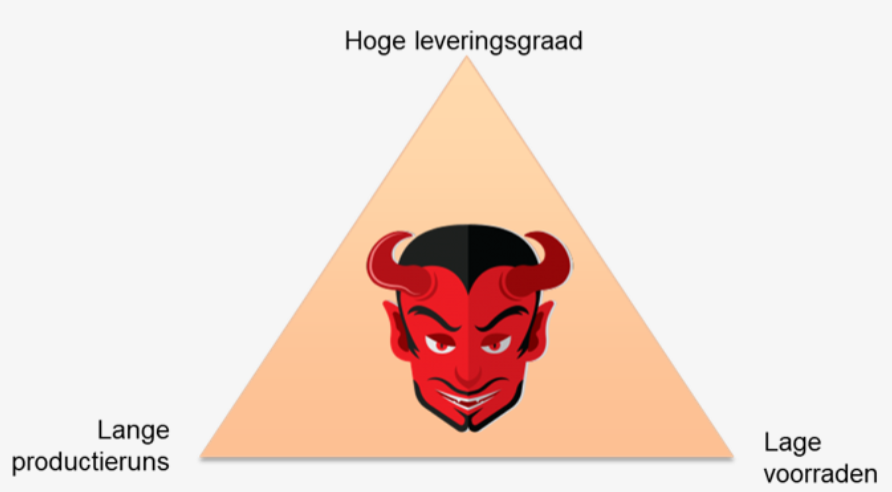 Hoge leveringsgraad
Lange
productieruns
Lage
voorraden